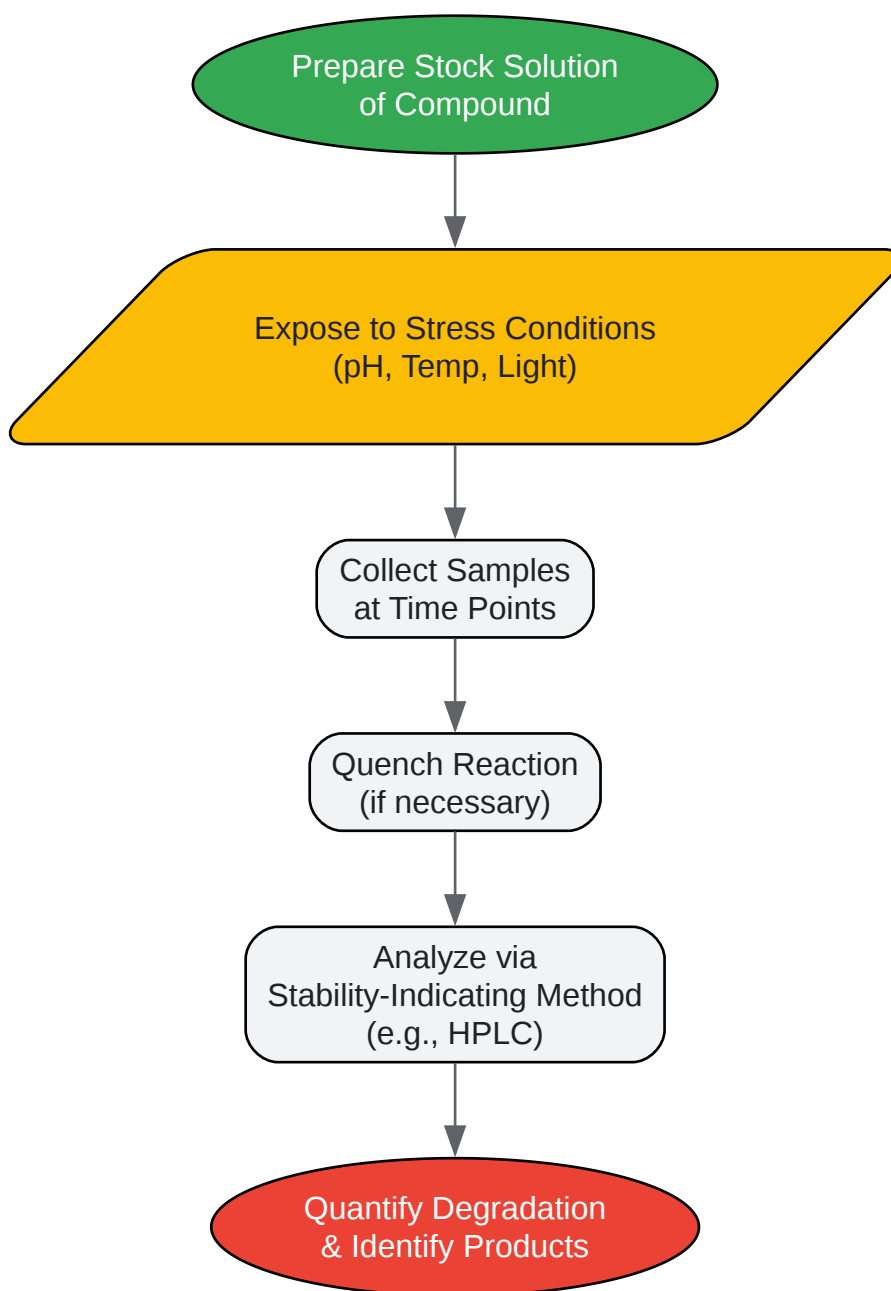 Prepare Stock Solution
of Compound
Expose to Stress Conditions
(pH, Temp, Light)
Collect Samples
at Time Points
Quench Reaction
(if necessary)
Analyze via
Stability-Indicating Method
(e.g., HPLC)
Quantify Degradation
& Identify Products